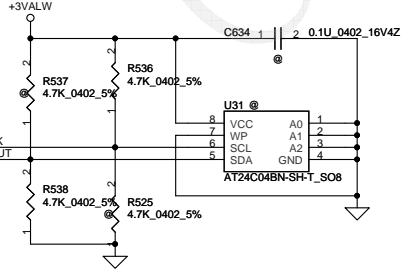 +3VALW
C634 1 2 0.1U_0402_16V4Z
@
2 2
R537 R536
4.7K_0402_5% 4.7K_0402_5%
@
1 1
U31 @
8 VCC A0 1
7 WP A1 2
6 SCL A2 3
5 SDA GND 4
AT24C04BN-SH-T_SO8
K
UT
2 2
R538 R525
4.7K_0402_5% 4.7K_0402_5%
@
1 1